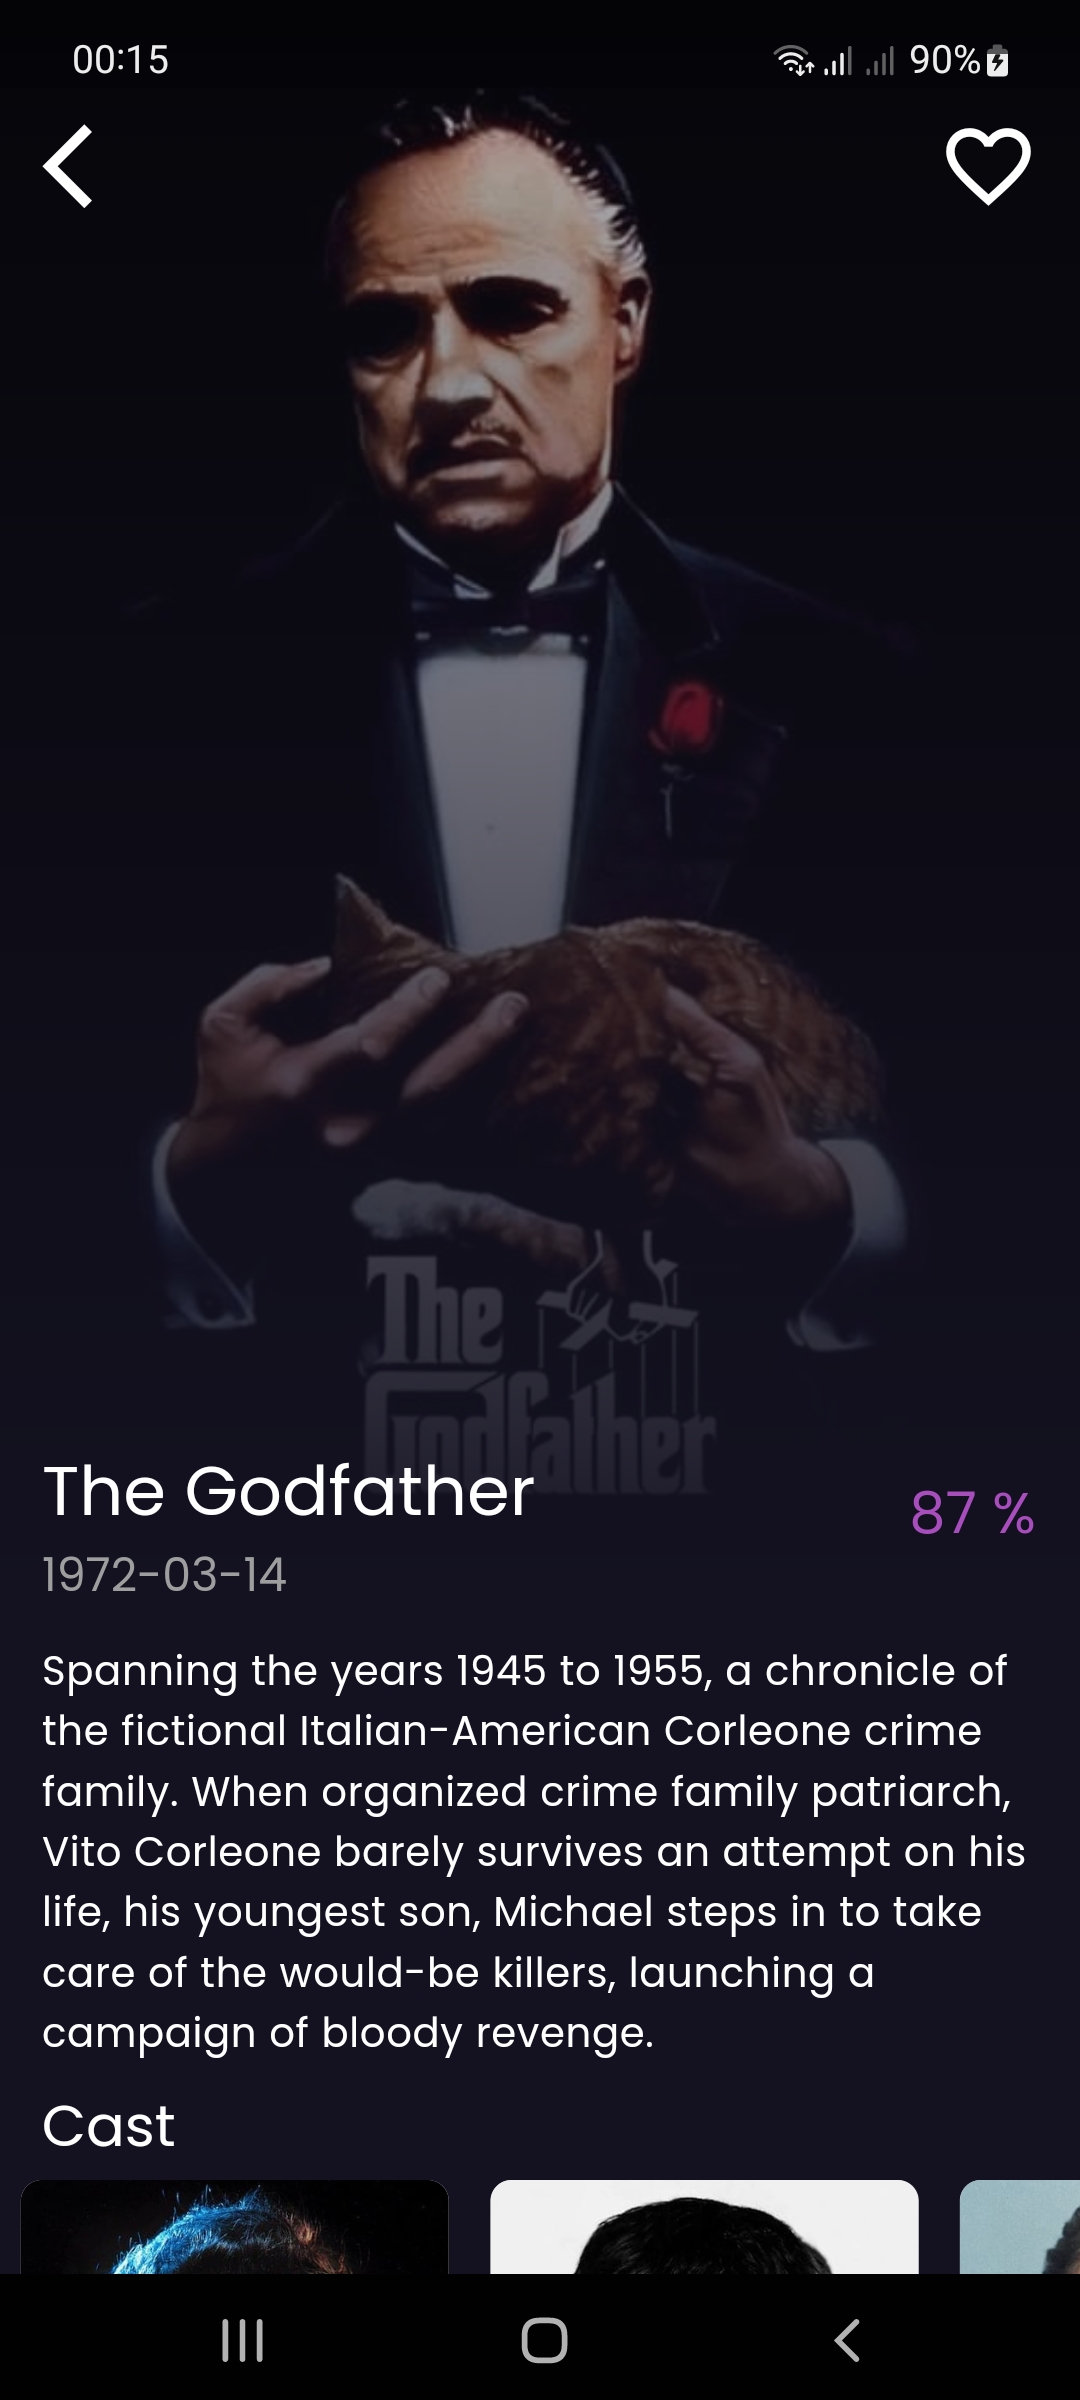 00:15
90%
The
Godfather
The Godfather
87 %
1972-03-14
Spanning the years 1945 to 1955, a chronicle of
the fictional Italian-American Corleone crime
family. When organized crime family patriarch,
Vito Corleone barely survives an attempt on his
life, his youngest son, Michael steps in to take
care of the would-be killers, launching a
campaign of bloody revenge.
Cast